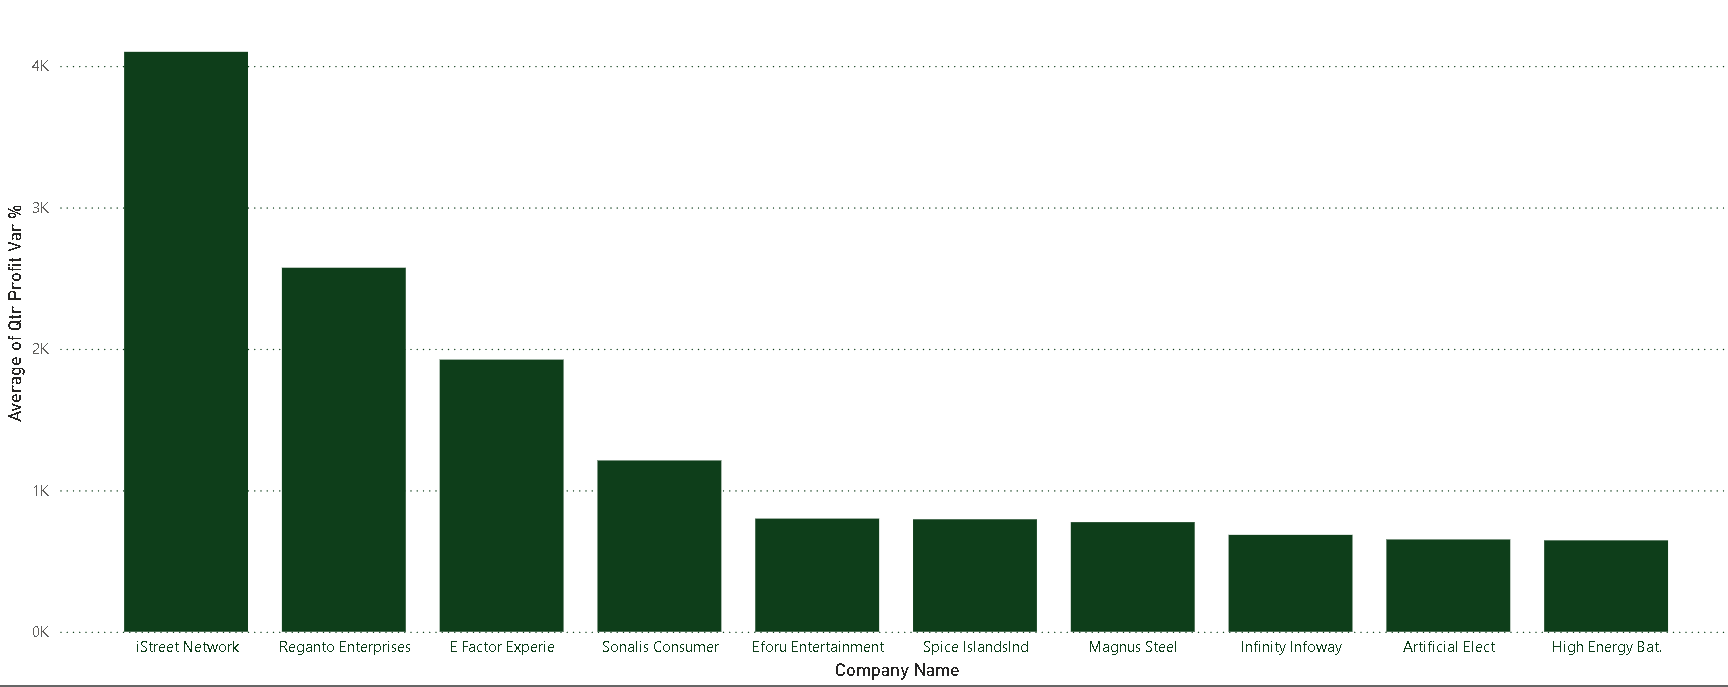 4K
3K
2K
1K
0K
Average of Qtr Profit Var %
iStreet Network
Reganto Enterprises
E Factor Experie
Sonalis Consumer
Eforu Entertainment
Spice IslandsInd
Magnus Steel
Infinity Infoway
Artificial Elect
High Energy Bat.
Company Name